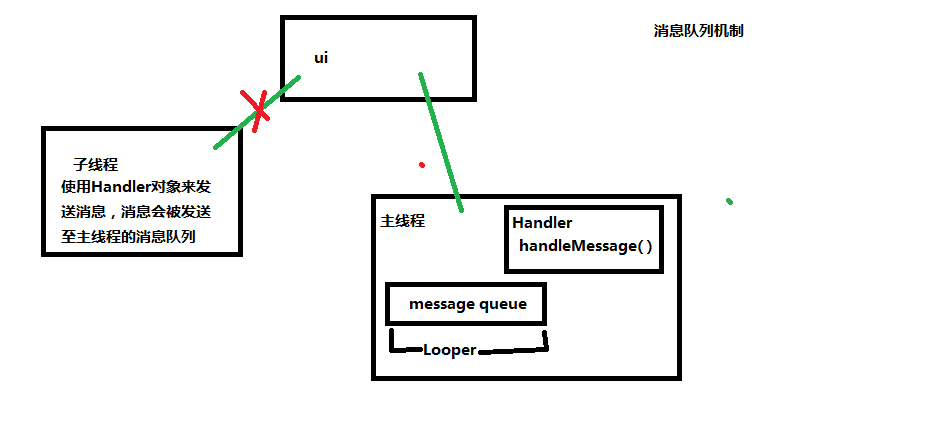 消息队列机制
ui
子线程
使用Handler对象来发
送消息，消息会被发送
至主线程的消息队列
主线程
Handler
handleMessage( )
message queue
Looper